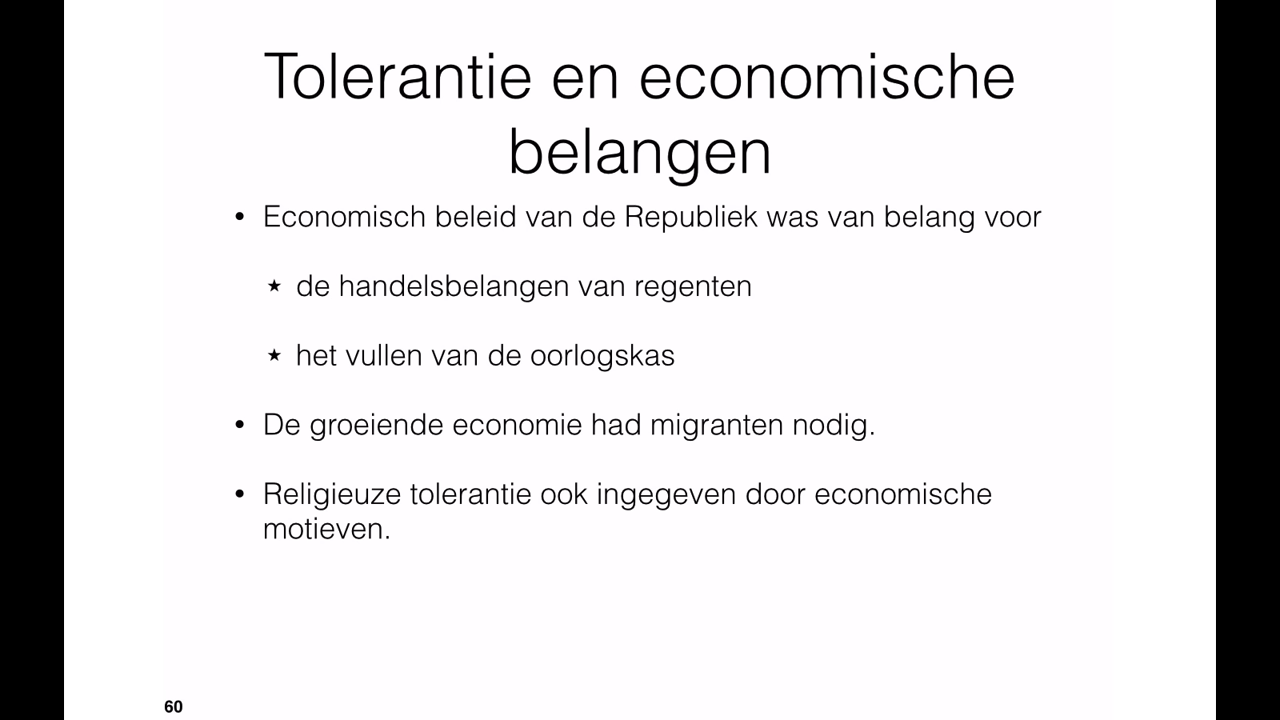 Tolerantie en economische
belangen
• Economisch beleid van de Republiek was van belang voor
★ de handelsbelangen van regenten
★ het vullen van de oorlogskas
• De groeiende economie had migranten nodig.
• Religieuze tolerantie ook ingegeven door economische
motieven.
60